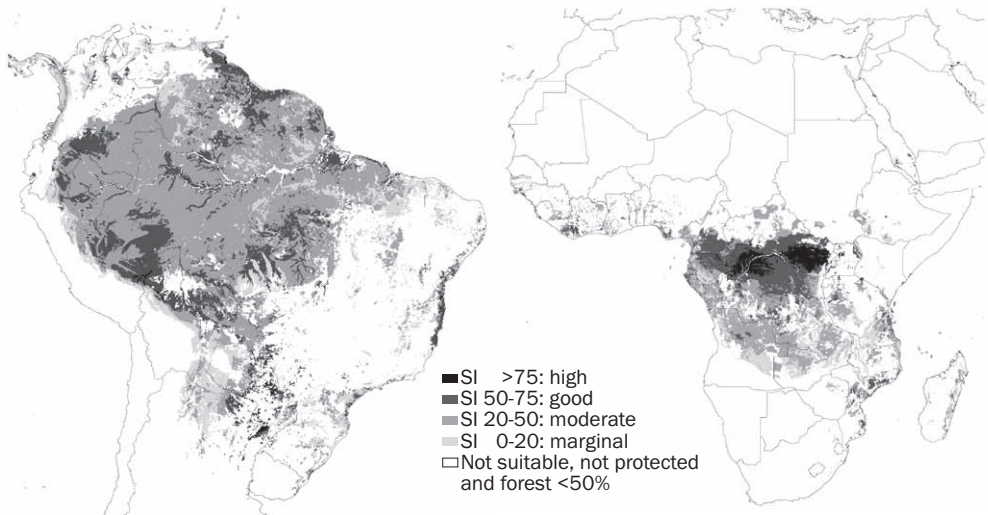 SI >75: high
SI 50-75: good
SI 20-50: moderate
SI 0-20: marginal
Not suitable, not protected
and forest <50%